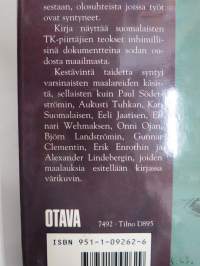 sestaan, olosuhteista joissa työt
ovat syntyneet.
Kirja näyttää suomalaisten
TK-piirtäjien teokset inhimilli-
sinä dokumentteina sodan ou-
dosta maailmasta.
Kestävintä taidetta syntyi
varsinaisten maalareiden käsis-
tä, sellaisten kuin Paul Söder-
strömin, Aukusti Tuhkan, Kari
Suomalaisen, Eeli Jaatisen, Ei-
nari Wehmaksen, Onni Ojan,
Björn Landströmin, Gunnar
Clementin, Erik Enrothin ja
Alexander Lindebergin, joiden
maalauksia esitellään kirjassa
värikuvin.
OTAVA
7492 · Tilno D895
ISBN 951-1-09262-6